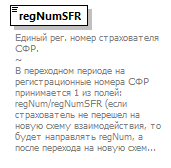 regNumSFR
Единый рег. номер страхователя
СФР.
~
В переходном периоде на
регистрационные номера СФР
принимается 1 из полей:
regNum/regNumSFR (если
страхователь не перешел на
новую схему взаимодействия, то
будет направлять regNum, а
после перехода на новую схем...